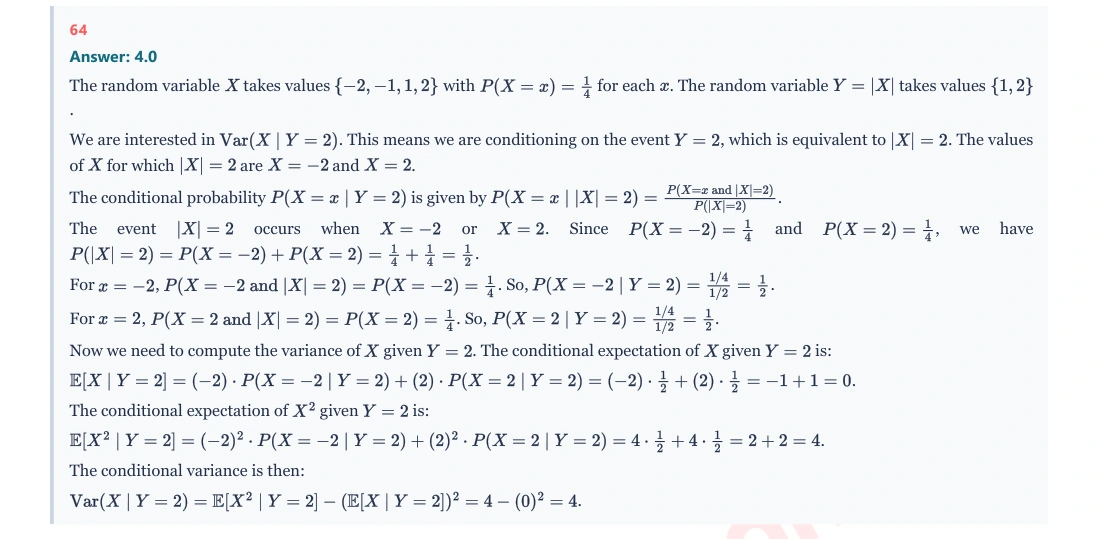 64
Answer: 4.0
The random variable X takes values {−2, −1, 1, 2} with P(X = x) = 1/4 for each x. The random variable Y = |X| takes values {1, 2}
.
We are interested in Var(X | Y = 2). This means we are conditioning on the event Y = 2, which is equivalent to |X| = 2. The values
of X for which |X| = 2 are X = −2 and X = 2.
The conditional probability P(X = x | Y = 2) is given by P(X = x | |X| = 2) = P(X=x and |X|=2)/P(|X|=2).
The event |X| = 2 occurs when X = −2 or X = 2. Since P(X = −2) = 1/4 and P(X = 2) = 1/4, we have
P(|X| = 2) = P(X = −2) + P(X = 2) = 1/4 + 1/4 = 1/2.
For x = −2, P(X = −2 and |X| = 2) = P(X = −2) = 1/4. So, P(X = −2 | Y = 2) = (1/4)/(1/2) = 1/2.
For x = 2, P(X = 2 and |X| = 2) = P(X = 2) = 1/4. So, P(X = 2 | Y = 2) = (1/4)/(1/2) = 1/2.
Now we need to compute the variance of X given Y = 2. The conditional expectation of X given Y = 2 is:
𝔼[X | Y = 2] = (−2) · P(X = −2 | Y = 2) + (2) · P(X = 2 | Y = 2) = (−2) · 1/2 + (2) · 1/2 = −1 + 1 = 0.
The conditional expectation of X² given Y = 2 is:
𝔼[X² | Y = 2] = (−2)² · P(X = −2 | Y = 2) + (2)² · P(X = 2 | Y = 2) = 4 · 1/2 + 4 · 1/2 = 2 + 2 = 4.
The conditional variance is then:
Var(X | Y = 2) = 𝔼[X² | Y = 2] − (𝔼[X | Y = 2])² = 4 − (0)² = 4.